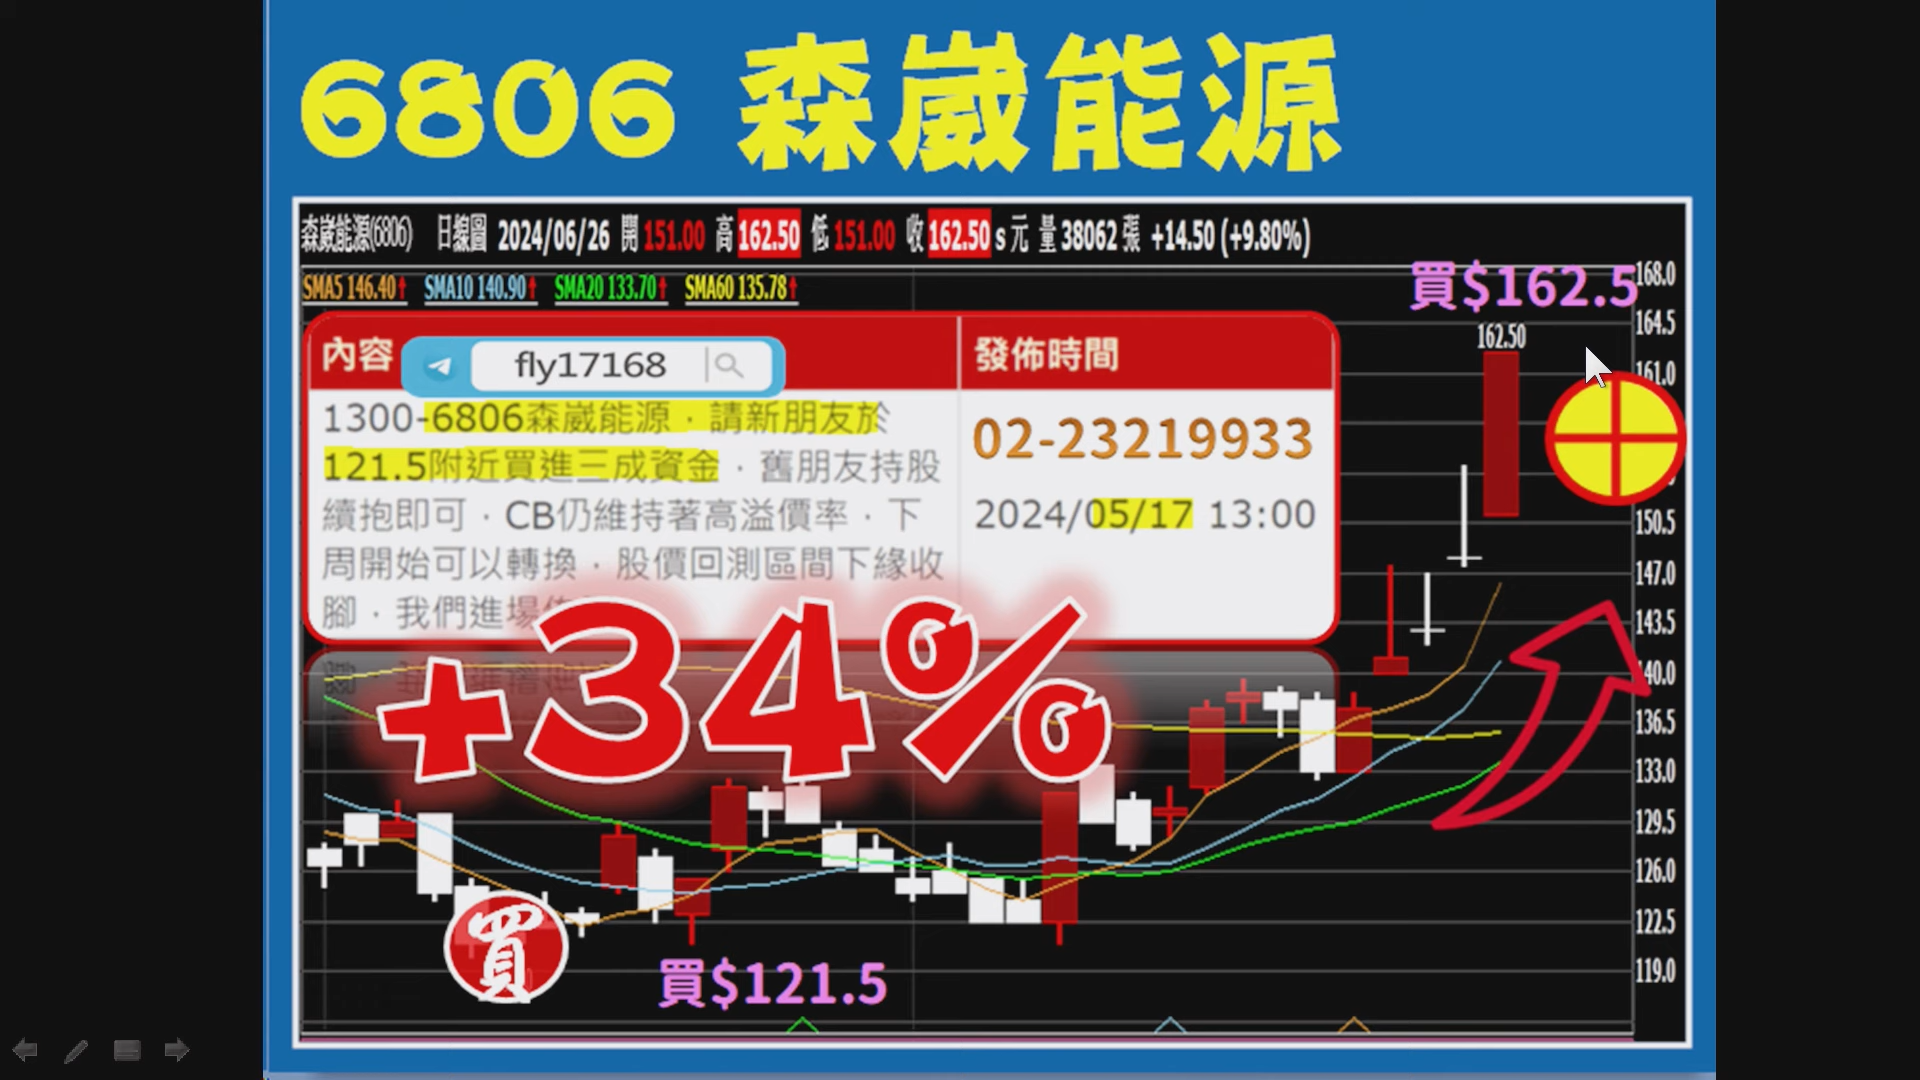 6806 森崴能源
森崴能源(6806) 日線圖 2024/06/26 開 151.00 高 162.50 低 151.00 收 162.50 s元 量 38062 張 +14.50 (+9.80%)
SMA5 146.40↑ SMA10 140.90↑ SMA20 133.70↑ SMA60 135.78↑
買$162.5
162.50
內容
fly17168
發佈時間
1300-6806森崴能源．請新朋友於
121.5附近買進三成資金．舊朋友持股
續抱即可．CB仍維持著高溢價率．下
周開始可以轉換．股價回測區間下緣收
腳．我們進場
02-23219933
2024/05/17 13:00
+34%
買
買$121.5
168.0
164.5
161.0
150.5
147.0
143.5
140.0
136.5
133.0
129.5
126.0
122.5
119.0